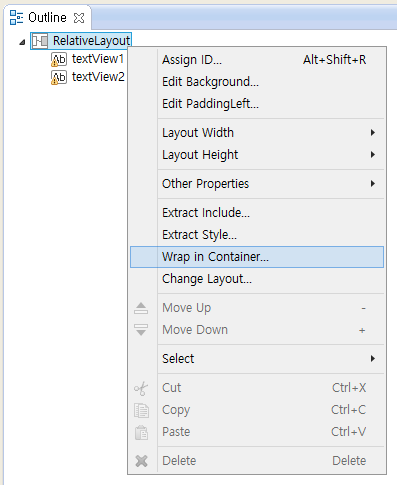 Outline
RelativeLayout
textView1
textView2
Assign ID... Alt+Shift+R
Edit Background...
Edit PaddingLeft...
Layout Width
Layout Height
Other Properties
Extract Include...
Extract Style...
Wrap in Container...
Change Layout...
Move Up -
Move Down +
Select
Cut Ctrl+X
Copy Ctrl+C
Paste Ctrl+V
Delete Delete